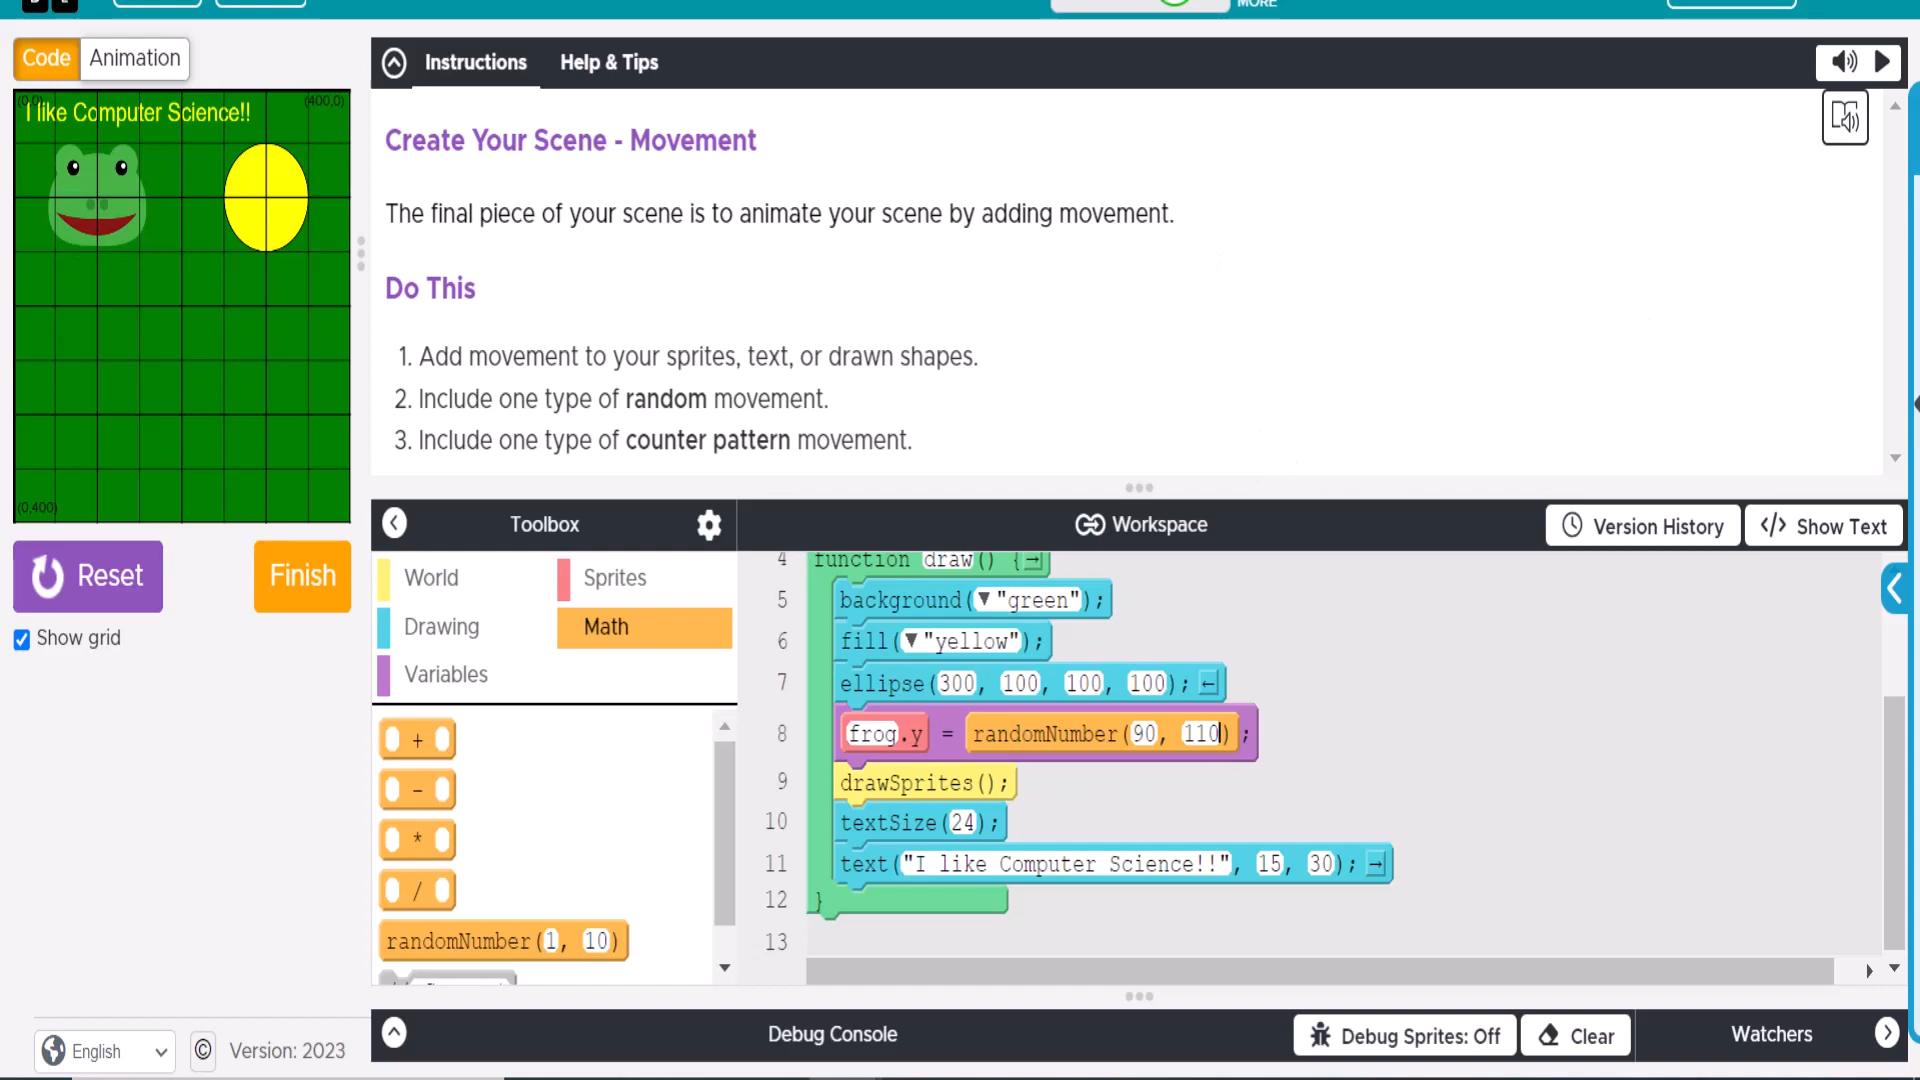 MORE
Code Animation
Instructions
Help & Tips
(0,0)
(400,0)
I like Computer Science!!
(0,400)
Create Your Scene - Movement
The final piece of your scene is to animate your scene by adding movement.
Do This
1. Add movement to your sprites, text, or drawn shapes.
2. Include one type of random movement.
3. Include one type of counter pattern movement.
Reset
Finish
Show grid
Toolbox
Workspace
Version History
</> Show Text
World
Sprites
Drawing
Math
Variables
+
-
*
/
randomNumber(1, 10)
4 function draw() {
5 background("green");
6 fill("yellow");
7 ellipse(300, 100, 100, 100);
8 frog.y = randomNumber(90, 110);
9 drawSprites();
10 textSize(24);
11 text("I like Computer Science!!", 15, 30);
12 }
13
English
© Version: 2023
Debug Console
Debug Sprites: Off
Clear
Watchers